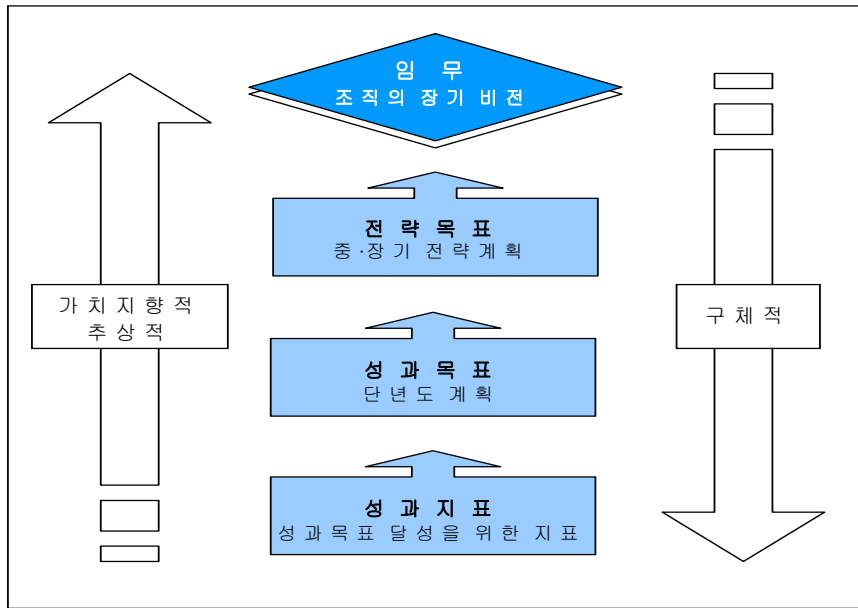 임 무
조직의 장기 비전
전략목표
중·장기 전략계획
가치지향적
추상적
구체적
성과목표
단년도 계획
성과지표
성과목표 달성을 위한 지표